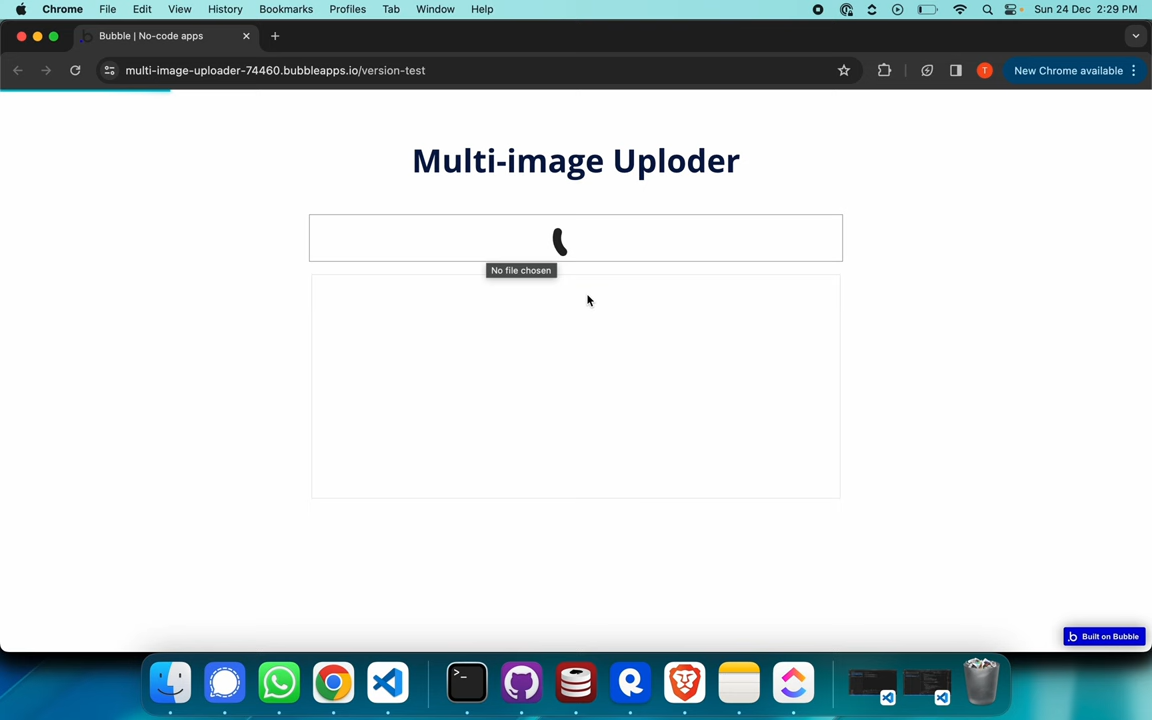 Chrome File Edit View History Bookmarks Profiles Tab Window Help Sun 24 Dec 2:29 PM
Bubble | No-code apps
multi-image-uploader-74460.bubbleapps.io/version-test T New Chrome available
Multi-image Uploder
No file chosen
Built on Bubble